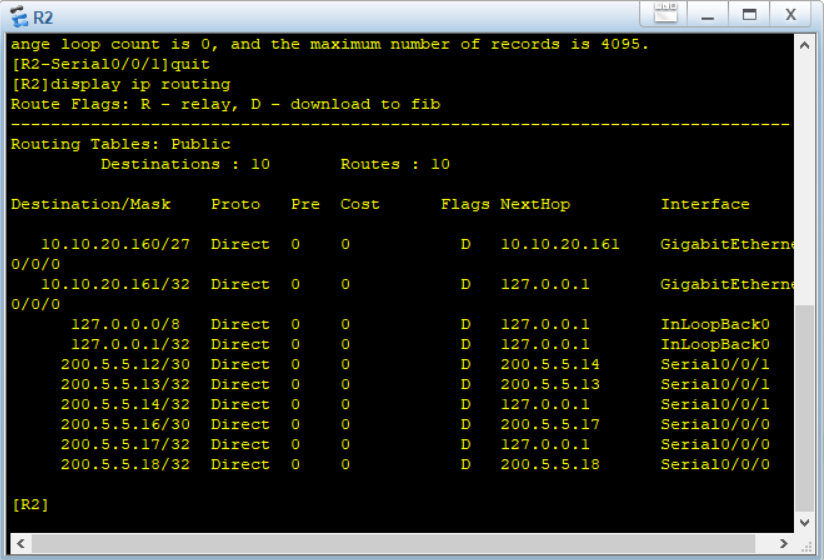 R2
ange loop count is 0, and the maximum number of records is 4095.
[R2-Serial0/0/1]quit
[R2]display ip routing
Route Flags: R - relay, D - download to fib
------------------------------------------------------------------------------
Routing Tables: Public
         Destinations : 10       Routes : 10
Destination/Mask    Proto   Pre  Cost      Flags NextHop         Interface
   10.10.20.160/27  Direct  0    0           D   10.10.20.161    GigabitEtherne
0/0/0
   10.10.20.161/32  Direct  0    0           D   127.0.0.1       GigabitEtherne
0/0/0
      127.0.0.0/8   Direct  0    0           D   127.0.0.1       InLoopBack0
      127.0.0.1/32  Direct  0    0           D   127.0.0.1       InLoopBack0
     200.5.5.12/30  Direct  0    0           D   200.5.5.14      Serial0/0/1
     200.5.5.13/32  Direct  0    0           D   200.5.5.13      Serial0/0/1
     200.5.5.14/32  Direct  0    0           D   127.0.0.1       Serial0/0/1
     200.5.5.16/30  Direct  0    0           D   200.5.5.17      Serial0/0/0
     200.5.5.17/32  Direct  0    0           D   127.0.0.1       Serial0/0/0
     200.5.5.18/32  Direct  0    0           D   200.5.5.18      Serial0/0/0
[R2]